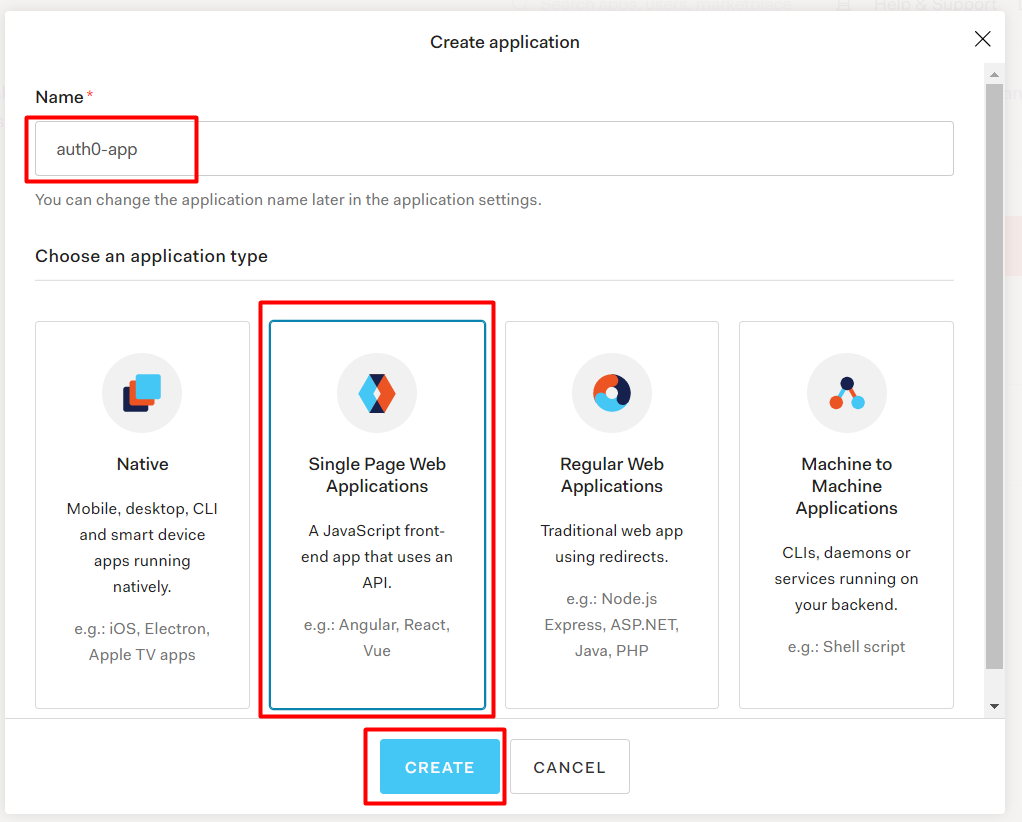 Help & Support
Create application
Name *
auth0-app
You can change the application name later in the application settings.
Choose an application type
Native
Mobile, desktop, CLI
and smart device
apps running
natively.
e.g.: iOS, Electron,
Apple TV apps
Single Page Web
Applications
A JavaScript front-
end app that uses an
API.
e.g.: Angular, React,
Vue
Regular Web
Applications
Traditional web app
using redirects.
e.g.: Node.js
Express, ASP.NET,
Java, PHP
Machine to
Machine
Applications
CLIs, daemons or
services running on
your backend.
e.g.: Shell script
CREATE
CANCEL